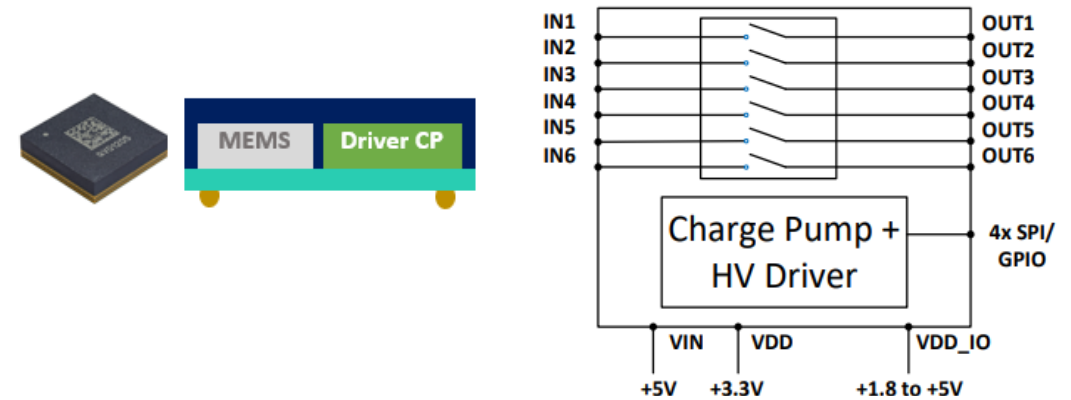 MEMS
Driver CP
IN1
IN2
IN3
IN4
IN5
IN6
OUT1
OUT2
OUT3
OUT4
OUT5
OUT6
Charge Pump +
HV Driver
4x SPI/
GPIO
VIN
VDD
VDD_IO
+5V
+3.3V
+1.8 to +5V